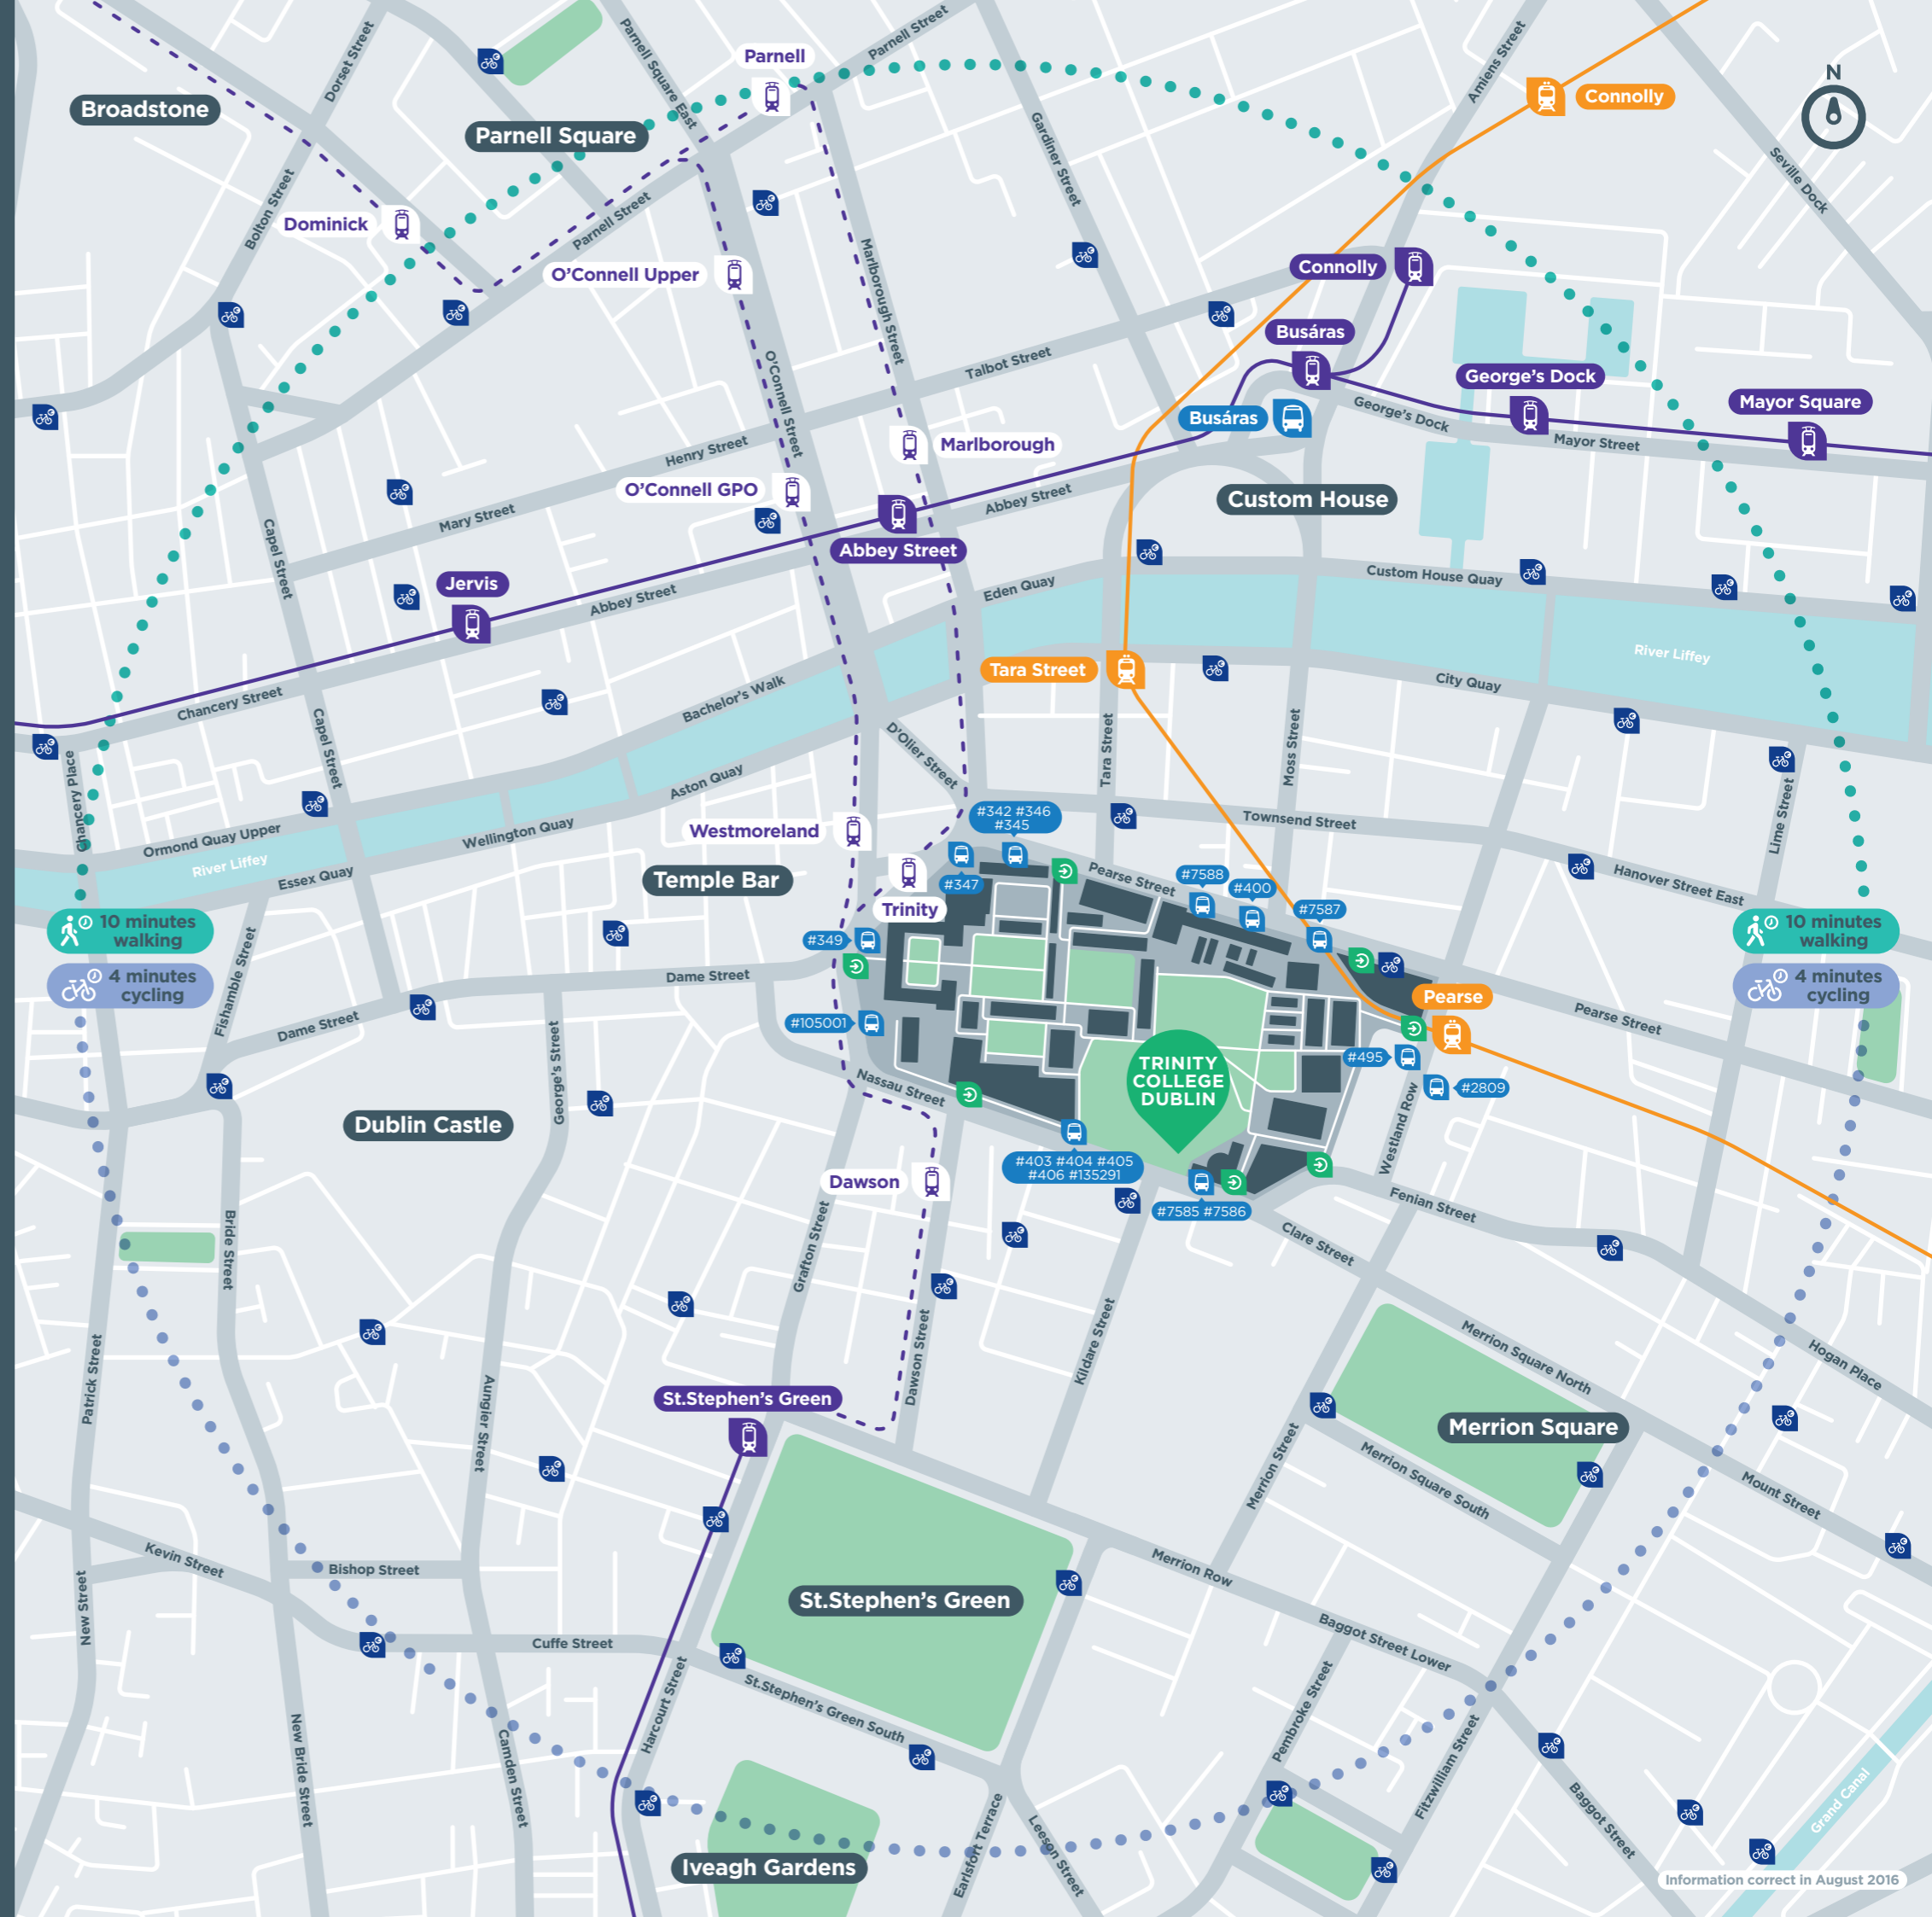 Parnell
Parnell Street
Parnell Square East
Dorset Street
Amiens Street
N
Connolly
Broadstone
Parnell Square
Gardiner Street
Seville Dock
Bolton Street
Dominick
Parnell Street
O'Connell Upper
Marlborough Street
Connolly
Busáras
O'Connell Street
Talbot Street
George's Dock
Mayor Square
Busáras
George's Dock
Mayor Street
Henry Street
Marlborough
O'Connell GPO
Abbey Street
Custom House
Mary Street
Capel Street
Abbey Street
Jervis
Abbey Street
Eden Quay
Custom House Quay
River Liffey
Tara Street
City Quay
Chancery Street
Bachelor's Walk
Capel Street
D'Olier Street
Tara Street
Moss Street
Chancery Place
Aston Quay
Lime Street
Ormond Quay Upper
Wellington Quay
Westmoreland
#342 #346
#345
Townsend Street
River Liffey
Essex Quay
Temple Bar
#347
Pearse Street
#7588
#400
Hanover Street East
Trinity
#7587
10 minutes
walking
10 minutes
walking
#349
4 minutes
cycling
4 minutes
cycling
Fishamble Street
Dame Street
Pearse
Dame Street
#105001
Pearse Street
George's Street
#495
TRINITY
COLLEGE
DUBLIN
Nassau Street
#2809
Dublin Castle
Westland Row
#403 #404 #405
#406 #135291
Dawson
#7585 #7586
Fenian Street
Bride Street
Grafton Street
Clare Street
Patrick Street
Dawson Street
Kildare Street
Merrion Square North
Hogan Place
St.Stephen's Green
Aungier Street
Merrion Square
Merrion Street
Merrion Square South
Mount Street
Kevin Street
Bishop Street
Merrion Row
New Street
St.Stephen's Green
Cuffe Street
Baggot Street Lower
Harcourt Street
St.Stephen's Green South
Pembroke Street
New Bride Street
Camden Street
Fitzwilliam Street
Baggot Street
Grand Canal
Earlsfort Terrace
Leeson Street
Iveagh Gardens
Information correct in August 2016